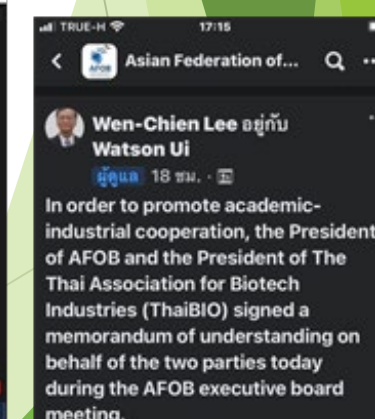 TRUE-H 17:15
Asian Federation of...
AFOB
Wen-Chien Lee อยู่กับ
Watson Ui
ผู้ดูแล 18 พ.ย. ·
In order to promote academic-
industrial cooperation, the President
of AFOB and the President of The
Thai Association for Biotech
Industries (ThaiBIO) signed a
memorandum of understanding on
behalf of the two parties today
during the AFOB executive board
meeting.